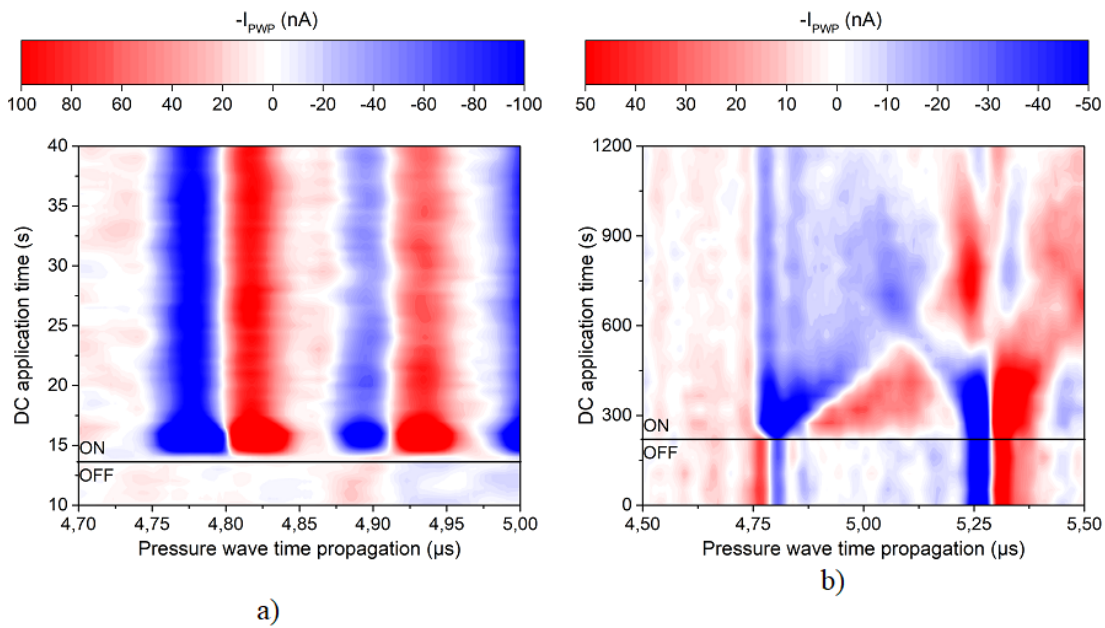 -I_PWP (nA)
100 80 60 40 20 0 -20 -40 -60 -80 -100
DC application time (s)
40
35
30
25
20
15
10
ON
OFF
4,70 4,75 4,80 4,85 4,90 4,95 5,00
Pressure wave time propagation (µs)
a)
-I_PWP (nA)
50 40 30 20 10 0 -10 -20 -30 -40 -50
DC application time (s)
1200
900
600
300
0
ON
OFF
4,50 4,75 5,00 5,25 5,50
Pressure wave time propagation (µs)
b)